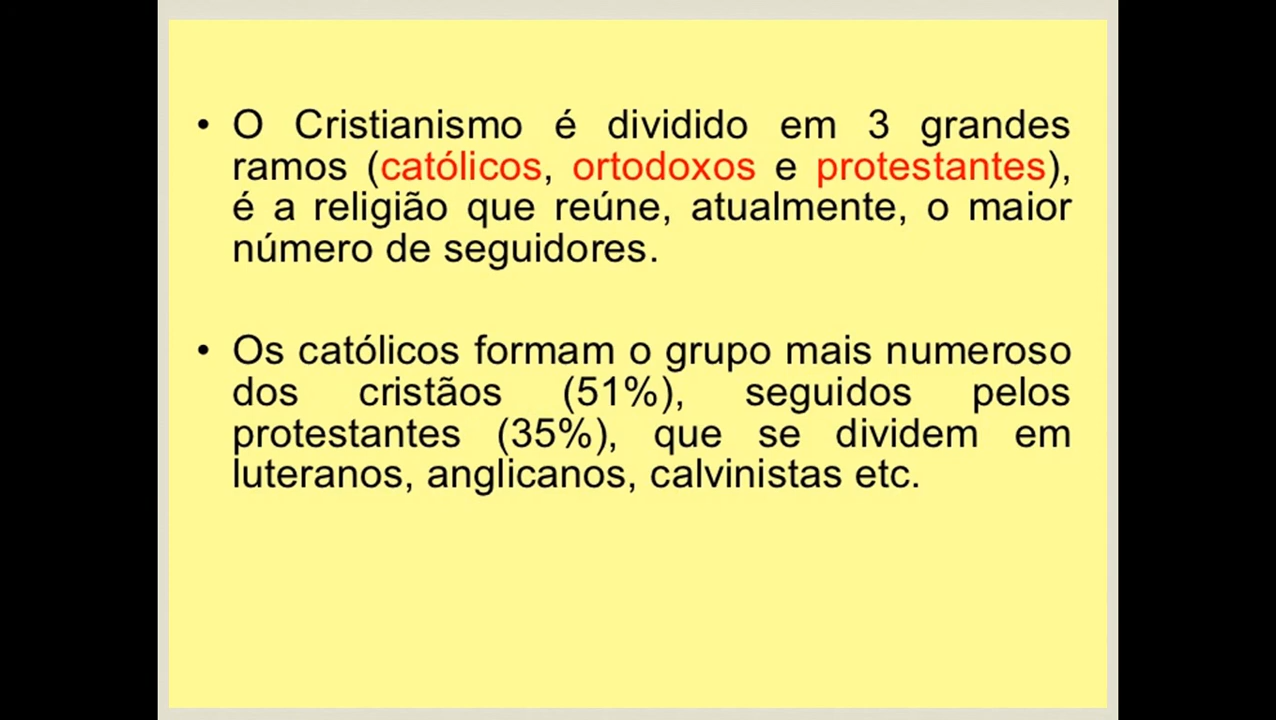 • O Cristianismo é dividido em 3 grandes
ramos (católicos, ortodoxos e protestantes),
é a religião que reúne, atualmente, o maior
número de seguidores.
• Os católicos formam o grupo mais numeroso
dos cristãos (51%), seguidos pelos
protestantes (35%), que se dividem em
luteranos, anglicanos, calvinistas etc.